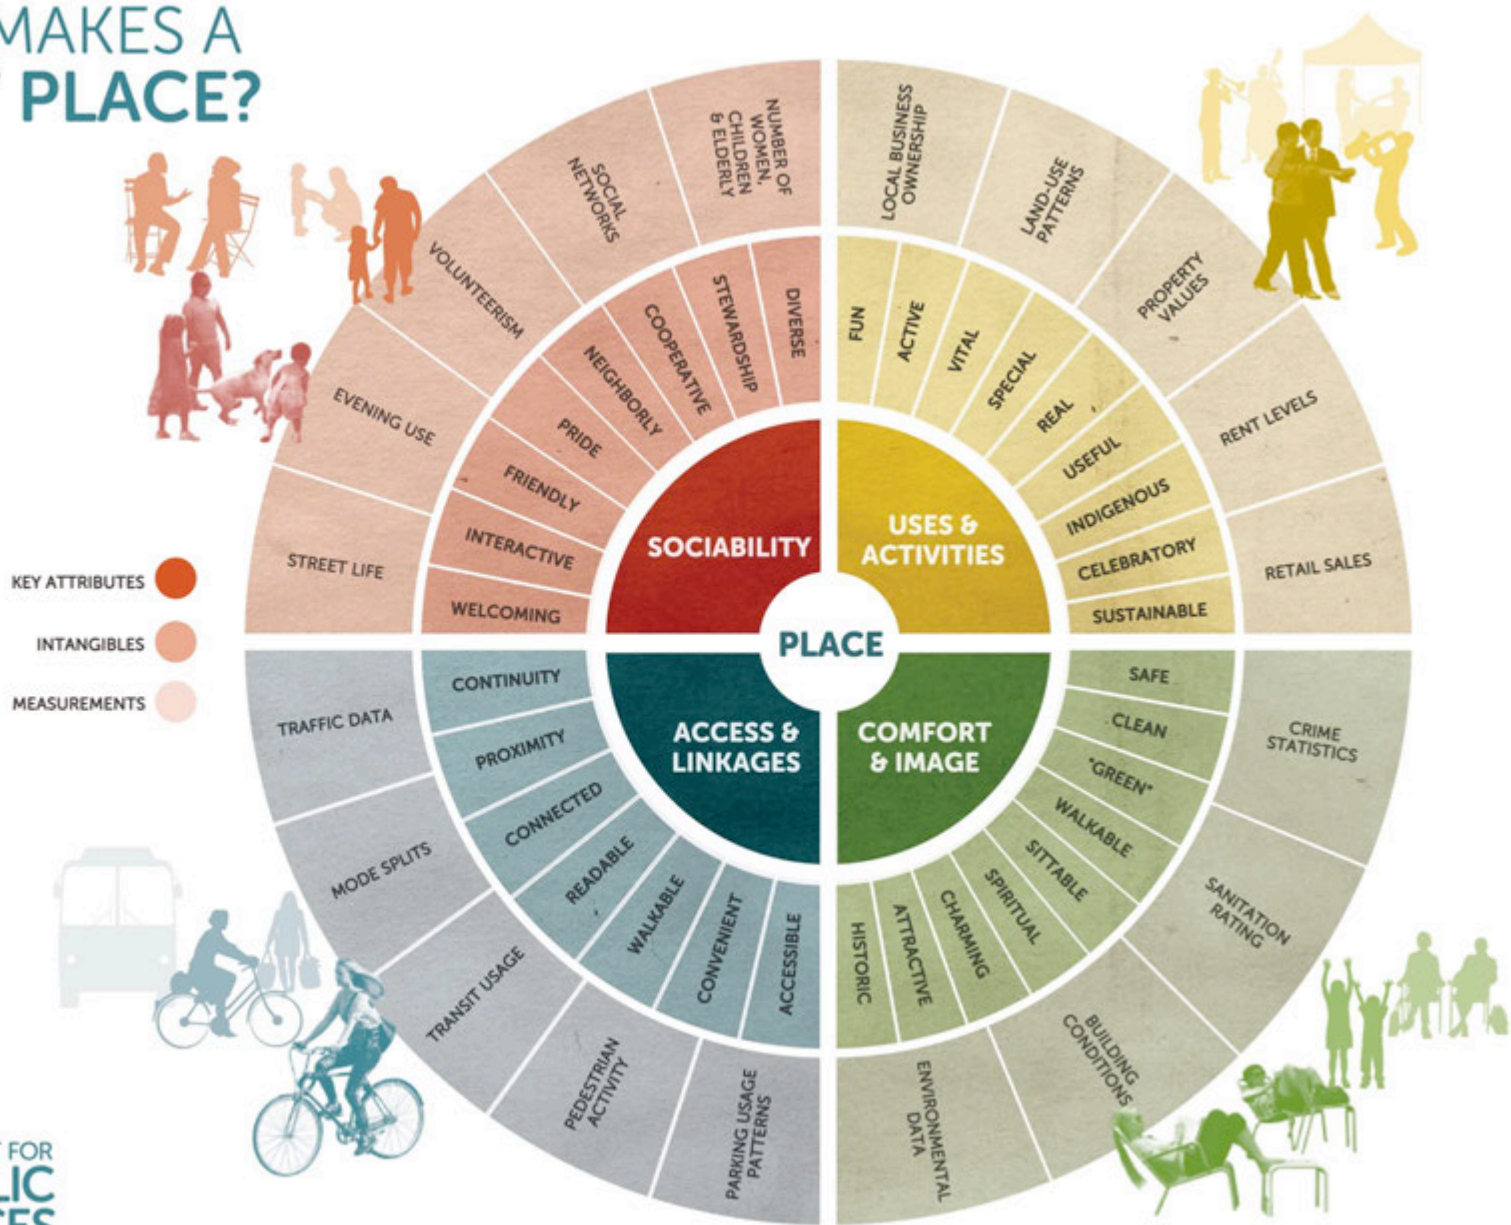 MAKES A
PLACE?
KEY ATTRIBUTES
INTANGIBLES
MEASUREMENTS
PLACE
SOCIABILITY
USES &
ACTIVITIES
ACCESS &
LINKAGES
COMFORT
& IMAGE
WELCOMING
INTERACTIVE
FRIENDLY
PRIDE
NEIGHBORLY
COOPERATIVE
STEWARDSHIP
DIVERSE
STREET LIFE
EVENING USE
VOLUNTEERISM
SOCIAL
NETWORKS
NUMBER OF
WOMEN,
CHILDREN
& ELDERLY
FUN
ACTIVE
VITAL
SPECIAL
REAL
USEFUL
INDIGENOUS
CELEBRATORY
SUSTAINABLE
LOCAL BUSINESS
OWNERSHIP
LAND-USE
PATTERNS
PROPERTY
VALUES
RENT LEVELS
RETAIL SALES
SAFE
CLEAN
"GREEN"
WALKABLE
SITTABLE
SPIRITUAL
CHARMING
ATTRACTIVE
HISTORIC
CRIME
STATISTICS
SANITATION
RATING
BUILDING
CONDITIONS
ENVIRONMENTAL
DATA
CONTINUITY
PROXIMITY
CONNECTED
READABLE
WALKABLE
CONVENIENT
ACCESSIBLE
TRAFFIC DATA
MODE SPLITS
TRANSIT USAGE
PEDESTRIAN
ACTIVITY
PARKING USAGE
PATTERNS
FOR